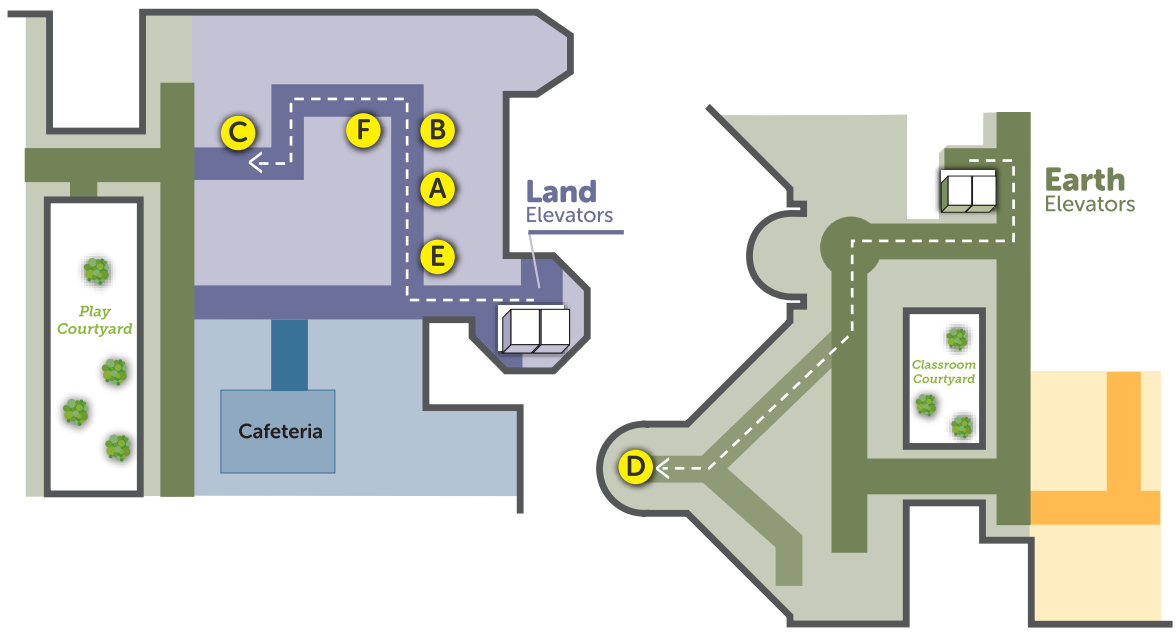 C
F
B
A
E
Land
Elevators
Play
Courtyard
Cafeteria
Earth
Elevators
Classroom
Courtyard
D